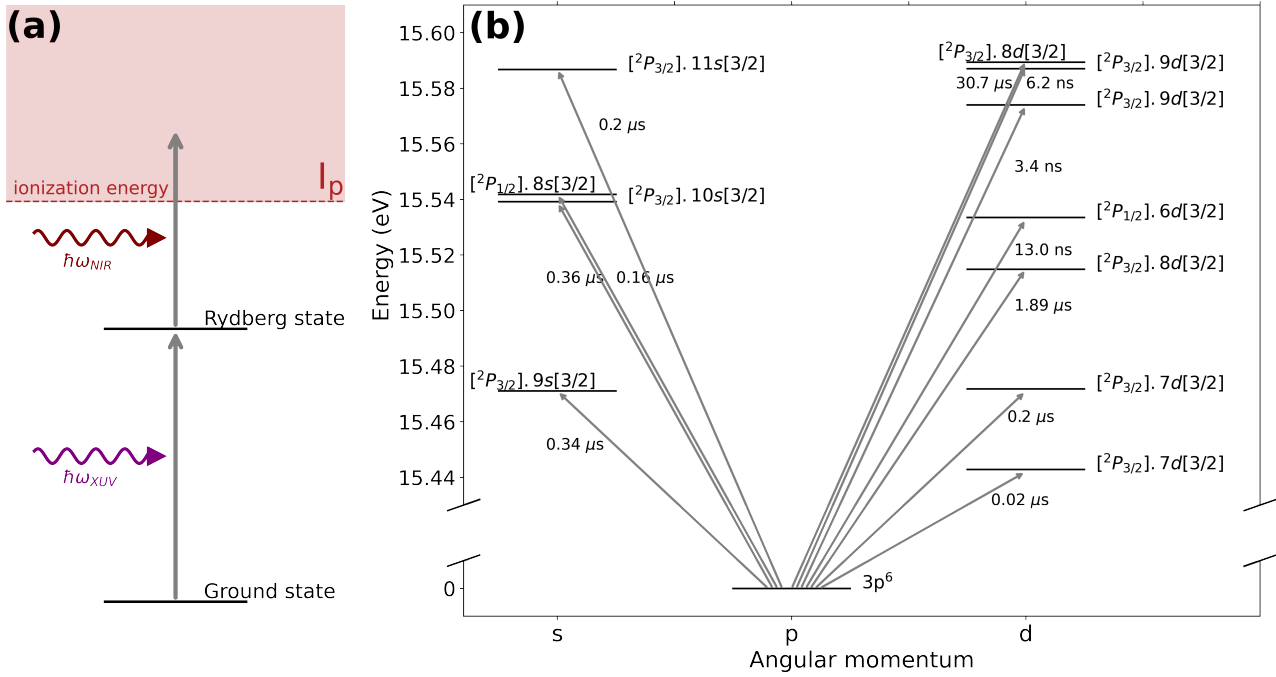 (a)
I_p
ionization energy
ħω_NIR
Rydberg state
ħω_XUV
Ground state
(b)
Energy (eV)
15.60
15.58
15.56
15.54
15.52
15.50
15.48
15.46
15.44
0
[²P₃/₂].11s[3/2]
0.2 μs
[²P₁/₂].8s[3/2]
[²P₃/₂].10s[3/2]
0.36 μs
0.16 μs
[²P₃/₂].9s[3/2]
0.34 μs
[²P₃/₂].8d[3/2]
[²P₃/₂].9d[3/2]
30.7 μs
6.2 ns
[²P₃/₂].9d[3/2]
3.4 ns
[²P₁/₂].6d[3/2]
13.0 ns
[²P₃/₂].8d[3/2]
1.89 μs
[²P₃/₂].7d[3/2]
0.2 μs
[²P₃/₂].7d[3/2]
0.02 μs
3p⁶
s
p
d
Angular momentum